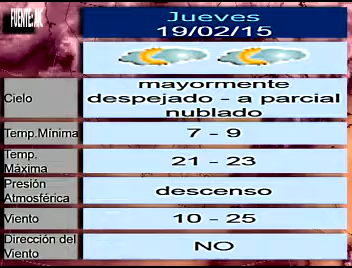 FUENTE: AIK
Jueves
19/02/15
Cielo
mayormente
despejado - a parcial
nublado
Temp.Mínima
7 - 9
Temp.
Máxima
21 - 23
Presión
Atmosférica
descenso
Viento
10 - 25
Dirección del
Viento
NO